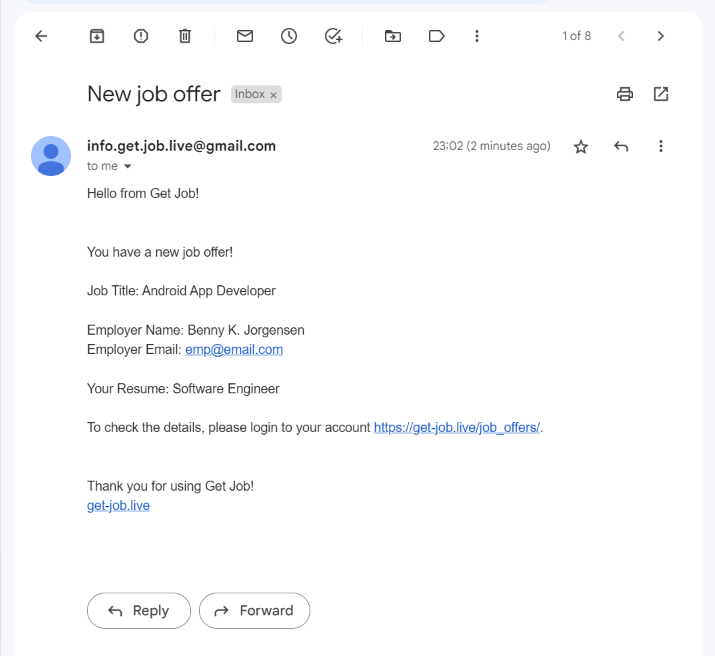 1 of 8
New job offer Inbox ×
info.get.job.live@gmail.com 23:02 (2 minutes ago)
to me
Hello from Get Job!
You have a new job offer!
Job Title: Android App Developer
Employer Name: Benny K. Jorgensen
Employer Email: emp@email.com
Your Resume: Software Engineer
To check the details, please login to your account https://get-job.live/job_offers/.
Thank you for using Get Job!
get-job.live
Reply Forward